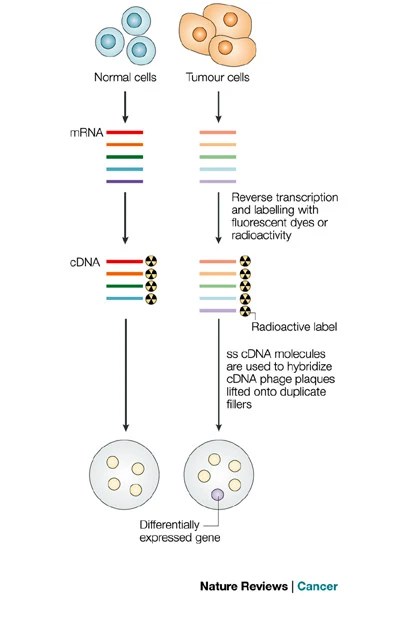 Normal cells
Tumour cells
mRNA
Reverse transcription
and labelling with
fluorescent dyes or
radioactivity
cDNA
Radioactive label
ss cDNA molecules
are used to hybridize
cDNA phage plaques
lifted onto duplicate
fillers
Differentially
expressed gene
Nature Reviews | Cancer